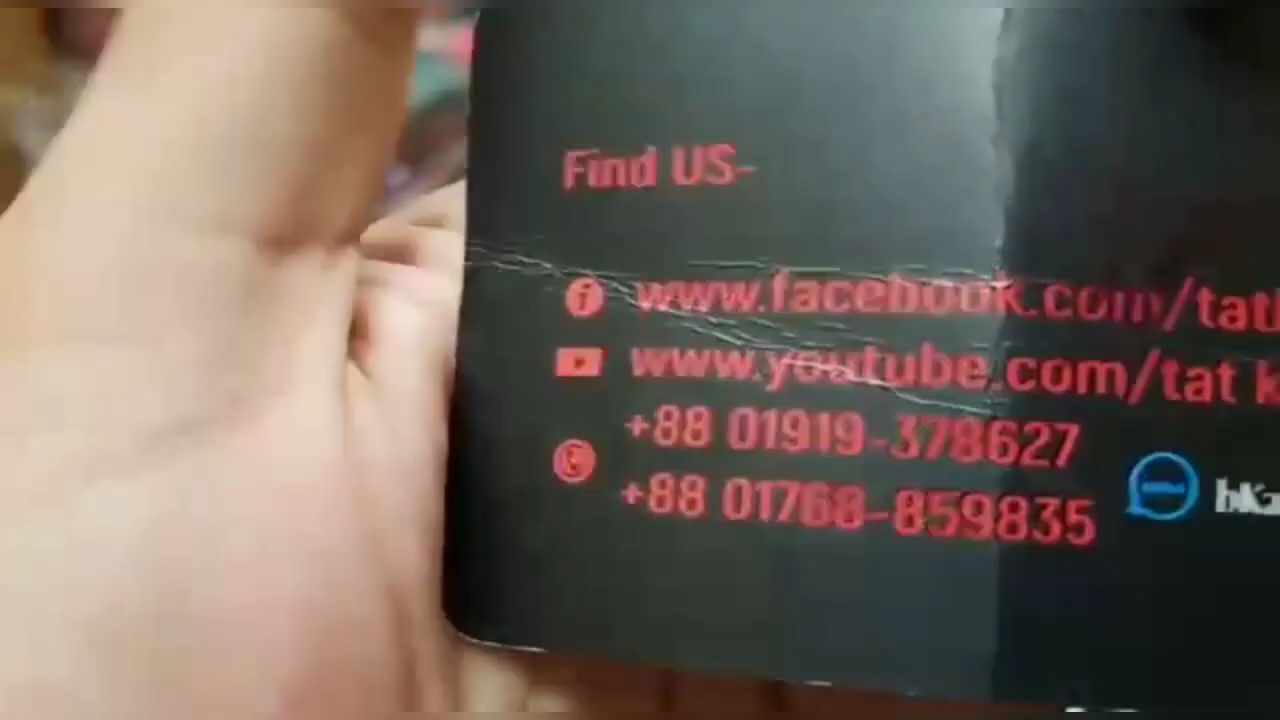 Find US-
www.facebook.com/tat
www.youtube.com/tat k
+88 01919-378627
+88 01768-859835